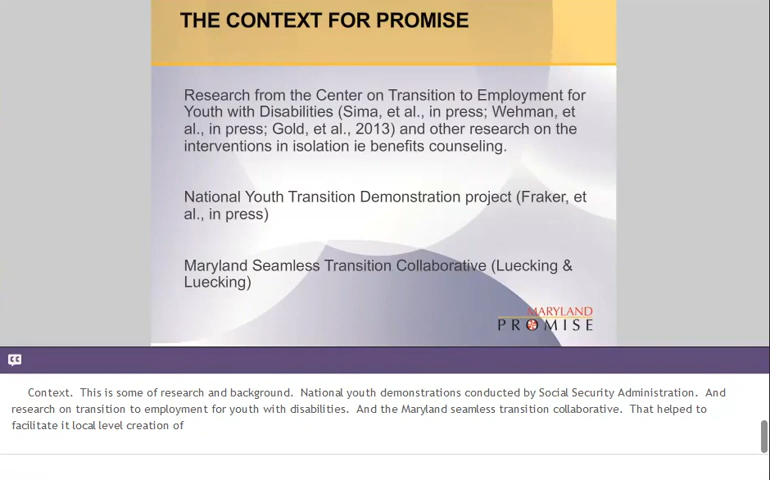 THE CONTEXT FOR PROMISE
Research from the Center on Transition to Employment for
Youth with Disabilities (Sima, et al., in press; Wehman, et
al., in press; Gold, et al., 2013) and other research on the
interventions in isolation ie benefits counseling.
National Youth Transition Demonstration project (Fraker, et
al., in press)
Maryland Seamless Transition Collaborative (Luecking &
Luecking)
MARYLAND
PROMISE
CC
Context. This is some of research and background. National youth demonstrations conducted by Social Security Administration. And
research on transition to employment for youth with disabilities. And the Maryland seamless transition collaborative. That helped to
facilitate it local level creation of